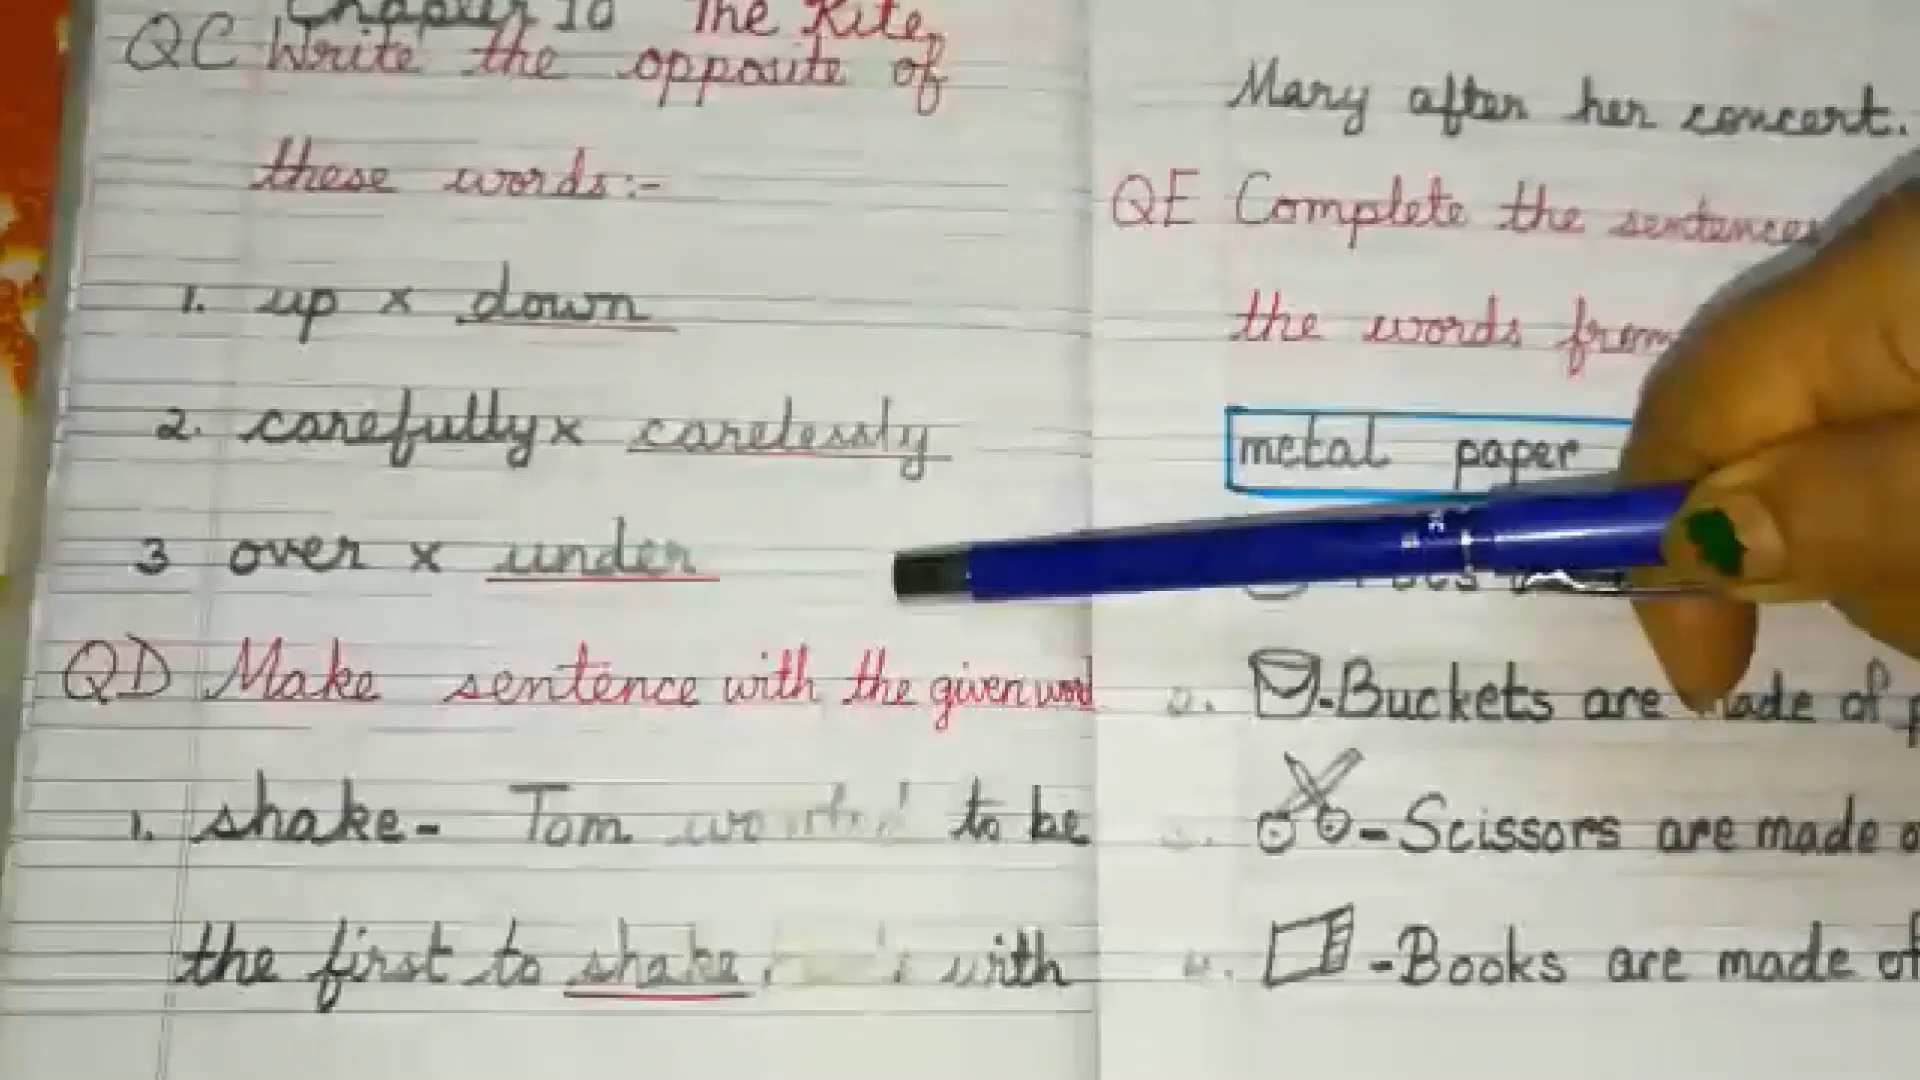 Chapter 10 The Kite
QC Write the opposite of
these words:-
1. up x down
2. carefully x carelessly
3 over x under
QD Make sentence with the given word
1. shake- Tom wanted to be
the first to shake with
Mary after her concert.
QE Complete the sentences
the words from
metal paper
Buckets are made of
- Scissors are made
- Books are made of